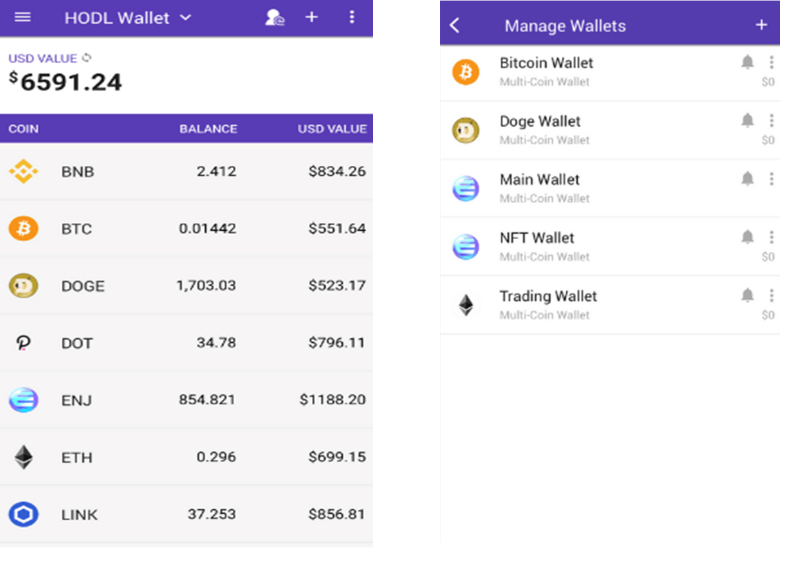 HODL Wallet
USD VALUE
$6591.24
COIN BALANCE USD VALUE
BNB 2.412 $834.26
BTC 0.01442 $551.64
DOGE 1,703.03 $523.17
DOT 34.78 $796.11
ENJ 854.821 $1188.20
ETH 0.296 $699.15
LINK 37.253 $856.81
Manage Wallets
Bitcoin Wallet
Multi-Coin Wallet $0
Doge Wallet
Multi-Coin Wallet $0
Main Wallet
Multi-Coin Wallet
NFT Wallet
Multi-Coin Wallet $0
Trading Wallet
Multi-Coin Wallet $0